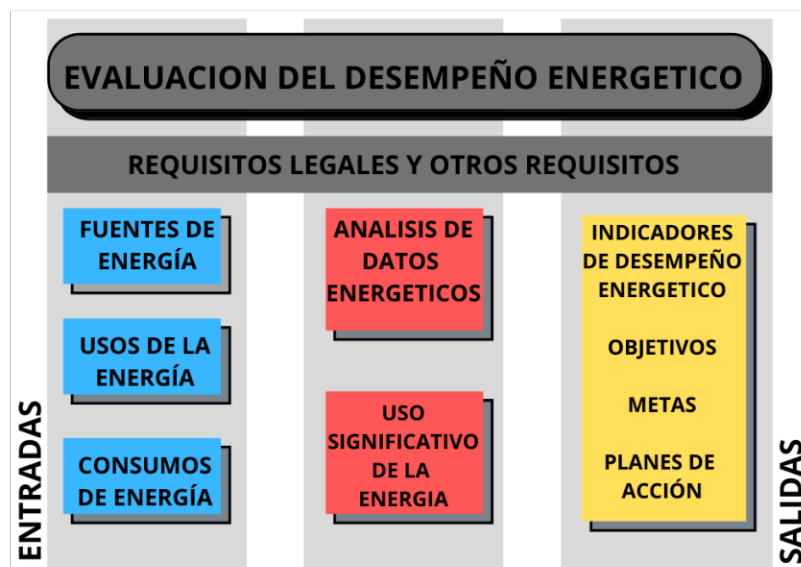 EVALUACION DEL DESEMPEÑO ENERGETICO
REQUISITOS LEGALES Y OTROS REQUISITOS
ENTRADAS
FUENTES DE
ENERGÍA
USOS DE LA
ENERGÍA
CONSUMOS
DE ENERGÍA
ANALISIS DE
DATOS
ENERGETICOS
USO
SIGNIFICATIVO
DE LA
ENERGIA
INDICADORES
DE DESEMPEÑO
ENERGETICO
OBJETIVOS
METAS
PLANES DE
ACCIÓN
SALIDAS